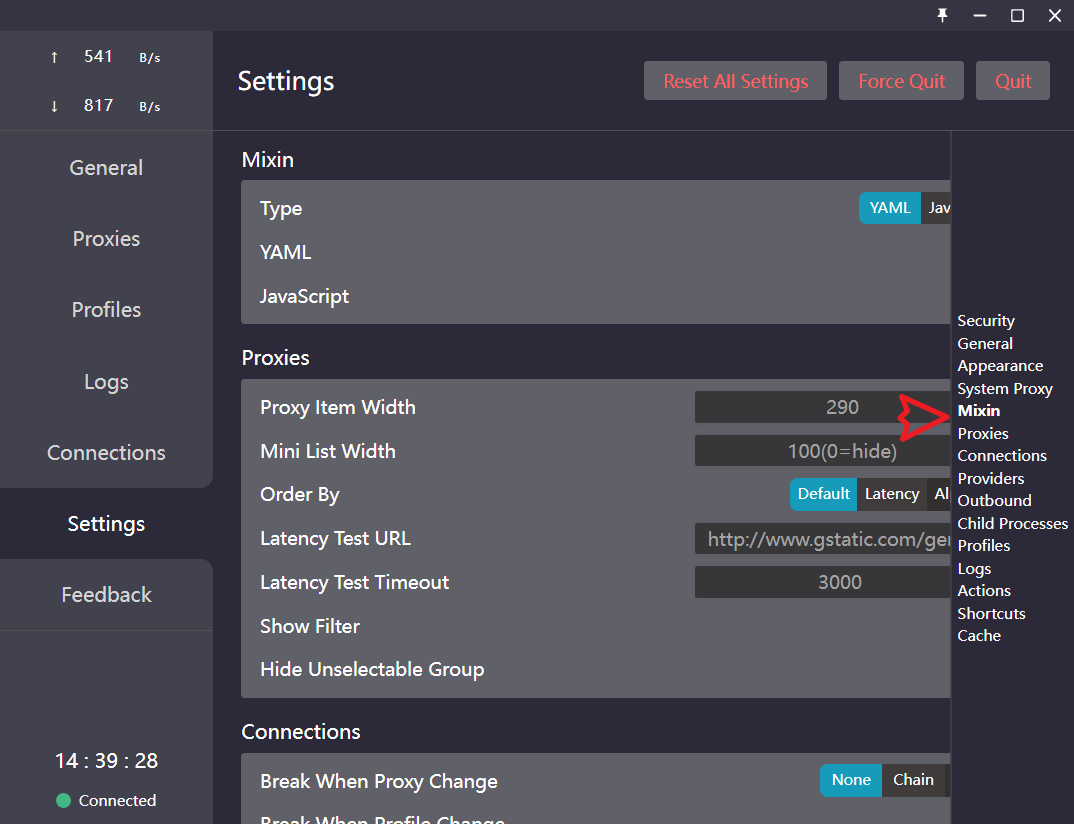 ↑ 541 B/s
↓ 817 B/s
General
Proxies
Profiles
Logs
Connections
Settings
Feedback
14 : 39 : 28
Connected
Settings
Reset All Settings
Force Quit
Quit
Mixin
Type
YAML
Jav
YAML
JavaScript
Proxies
Proxy Item Width
290
Mini List Width
100(0=hide)
Order By
Default
Latency
Al
Latency Test URL
http://www.gstatic.com/ge
Latency Test Timeout
3000
Show Filter
Hide Unselectable Group
Connections
Break When Proxy Change
None
Chain
Break When Profile Change
Security
General
Appearance
System Proxy
Mixin
Proxies
Connections
Providers
Outbound
Child Processes
Profiles
Logs
Actions
Shortcuts
Cache